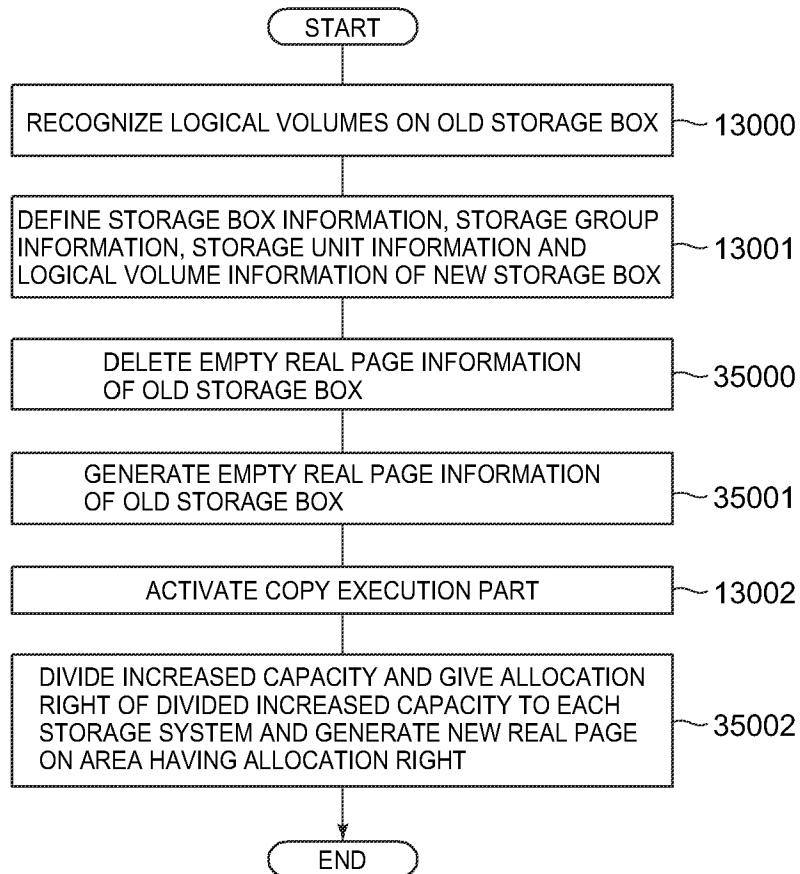 START
RECOGNIZE LOGICAL VOLUMES ON OLD STORAGE BOX
13000
DEFINE STORAGE BOX INFORMATION, STORAGE GROUP
INFORMATION, STORAGE UNIT INFORMATION AND
LOGICAL VOLUME INFORMATION OF NEW STORAGE BOX
13001
DELETE EMPTY REAL PAGE INFORMATION
OF OLD STORAGE BOX
35000
GENERATE EMPTY REAL PAGE INFORMATION
OF OLD STORAGE BOX
35001
ACTIVATE COPY EXECUTION PART
13002
DIVIDE INCREASED CAPACITY AND GIVE ALLOCATION
RIGHT OF DIVIDED INCREASED CAPACITY TO EACH
STORAGE SYSTEM AND GENERATE NEW REAL PAGE
ON AREA HAVING ALLOCATION RIGHT
35002
END